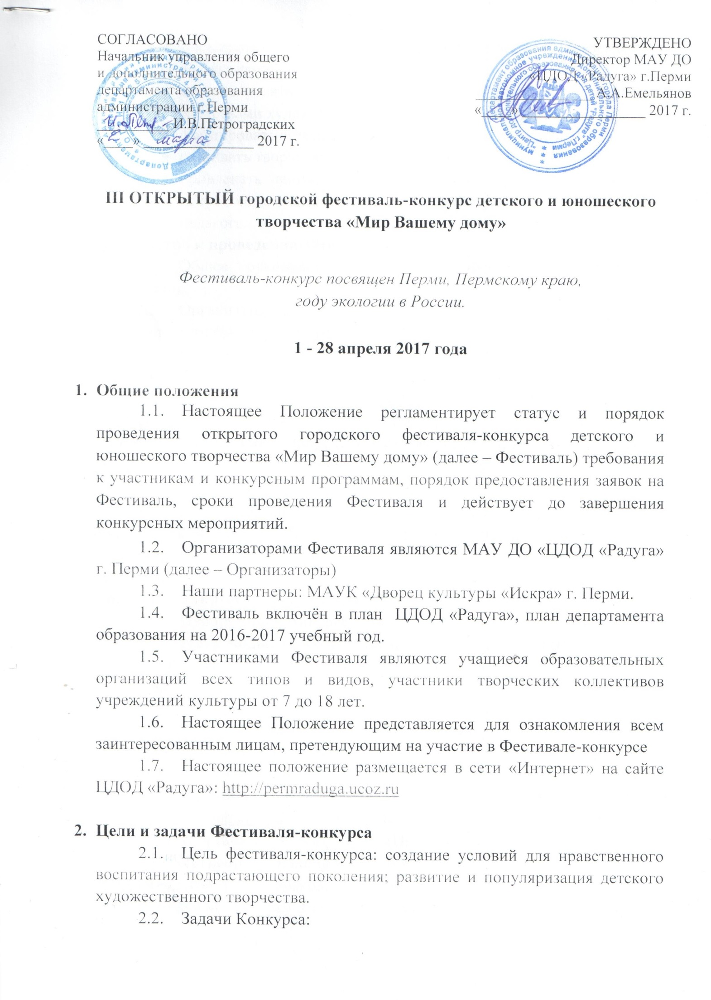 СОГЛАСОВАНО
Начальник управления общего
и дополнительного образования
департамента образования
администрации г.Перми
И.В.Петроградских
« » марта 2017 г.
УТВЕРЖДЕНО
Директор МАУ ДО
«ЦДОД «Радуга» г.Перми
А.А.Емельянов
« » 2017 г.
III ОТКРЫТЫЙ городской фестиваль-конкурс детского и юношеского
творчества «Мир Вашему дому»
Фестиваль-конкурс посвящен Перми, Пермскому краю,
году экологии в России.
1 - 28 апреля 2017 года
1. Общие положения
1.1. Настоящее Положение регламентирует статус и порядок
проведения открытого городского фестиваля-конкурса детского и
юношеского творчества «Мир Вашему дому» (далее – Фестиваль) требования
к участникам и конкурсным программам, порядок предоставления заявок на
Фестиваль, сроки проведения Фестиваля и действует до завершения
конкурсных мероприятий.
1.2. Организаторами Фестиваля являются МАУ ДО «ЦДОД «Радуга»
г. Перми (далее – Организаторы)
1.3. Наши партнеры: МАУК «Дворец культуры «Искра» г. Перми.
1.4. Фестиваль включён в план ЦДОД «Радуга», план департамента
образования на 2016-2017 учебный год.
1.5. Участниками Фестиваля являются учащиеся образовательных
организаций всех типов и видов, участники творческих коллективов
учреждений культуры от 7 до 18 лет.
1.6. Настоящее Положение представляется для ознакомления всем
заинтересованным лицам, претендующим на участие в Фестивале-конкурсе
1.7. Настоящее положение размещается в сети «Интернет» на сайте
ЦДОД «Радуга»: http://permraduga.ucoz.ru
2. Цели и задачи Фестиваля-конкурса
2.1. Цель фестиваля-конкурса: создание условий для нравственного
воспитания подрастающего поколения; развитие и популяризация детского
художественного творчества.
2.2. Задачи Конкурса: